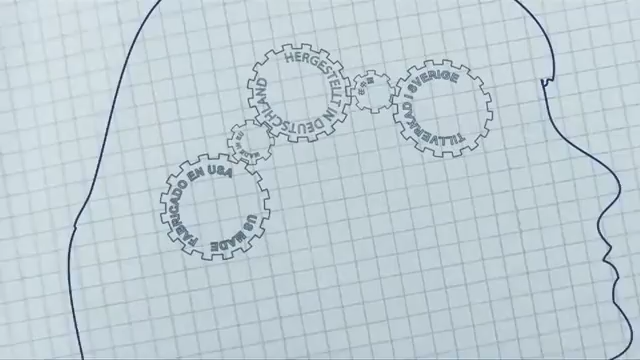 HERGESTELLT IN DEUTSCHLAND
TILLVERKAD I SVERIGE
FABRICADO EN USA
US MADE